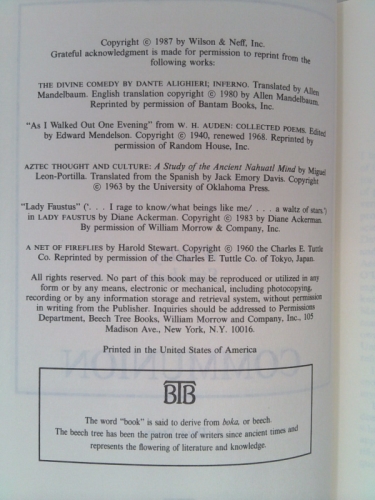 Copyright © 1987 by Wilson & Neff, Inc.
Grateful acknowledgment is made for permission to reprint from the
following works:
THE DIVINE COMEDY BY DANTE ALIGHIERI; INFERNO. Translated by Allen
Mandelbaum. English translation copyright © 1980 by Allen Mandelbaum.
Reprinted by permission of Bantam Books, Inc.
"As I Walked Out One Evening" from W. H. AUDEN: COLLECTED POEMS. Edited
by Edward Mendelson. Copyright © 1940, renewed 1968. Reprinted by
permission of Random House, Inc.
AZTEC THOUGHT AND CULTURE: A Study of the Ancient Nahuatl Mind by Miguel
Leon-Portilla. Translated from the Spanish by Jack Emory Davis. Copyright
© 1963 by the University of Oklahoma Press.
"Lady Faustus" ('. . . I rage to know/what beings like me/ . . . a waltz of stars')
in LADY FAUSTUS by Diane Ackerman. Copyright © 1983 by Diane Ackerman.
By permission of William Morrow & Company, Inc.
A NET OF FIREFLIES by Harold Stewart. Copyright © 1960 the Charles E. Tuttle
Co. Reprinted by permission of the Charles E. Tuttle Co. of Tokyo, Japan.
All rights reserved. No part of this book may be reproduced or utilized in any
form or by any means, electronic or mechanical, including photocopying,
recording or by any information storage and retrieval system, without permission
in writing from the Publisher. Inquiries should be addressed to Permissions
Department, Beech Tree Books, William Morrow and Company, Inc., 105
Madison Ave., New York, N.Y. 10016.
Printed in the United States of America
COMMUNION
BTB
The word "book" is said to derive from boka, or beech.
The beech tree has been the patron tree of writers since ancient times and
represents the flowering of literature and knowledge.